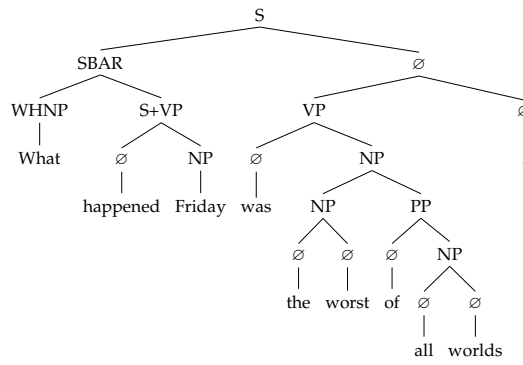 S
SBAR ∅
WHNP S+VP VP ∅
What ∅ NP ∅ NP
happened Friday was NP PP
∅ ∅ ∅ NP
the worst of ∅ ∅
all worlds